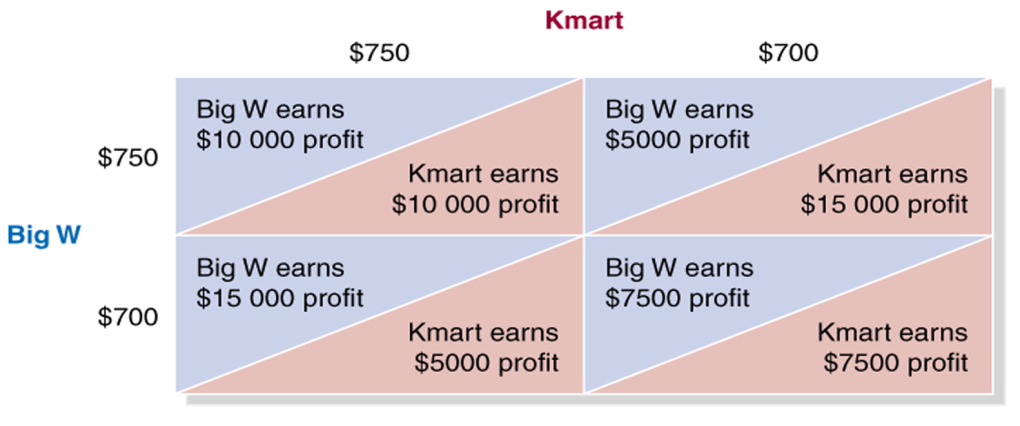 Kmart
$750
$700
$750
Big W earns
$10 000 profit
Kmart earns
$10 000 profit
Big W earns
$5000 profit
Kmart earns
$15 000 profit
Big W
$700
Big W earns
$15 000 profit
Kmart earns
$5000 profit
Big W earns
$7500 profit
Kmart earns
$7500 profit